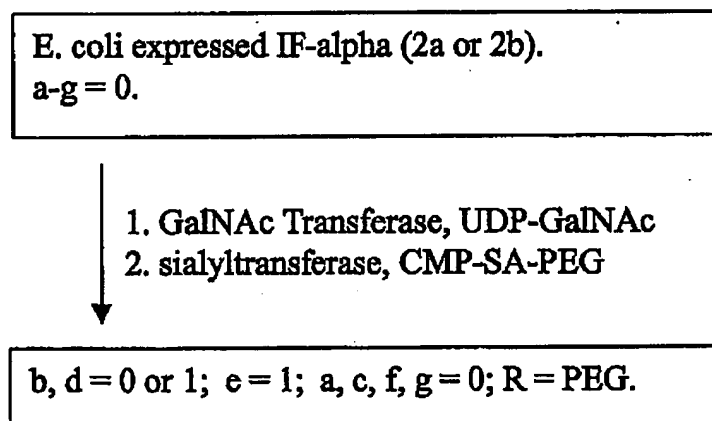 E. coli expressed IF-alpha (2a or 2b).
a-g = 0.
1. GalNAc Transferase, UDP-GalNAc
2. sialyltransferase, CMP-SA-PEG
b, d = 0 or 1; e = 1; a, c, f, g = 0; R = PEG.